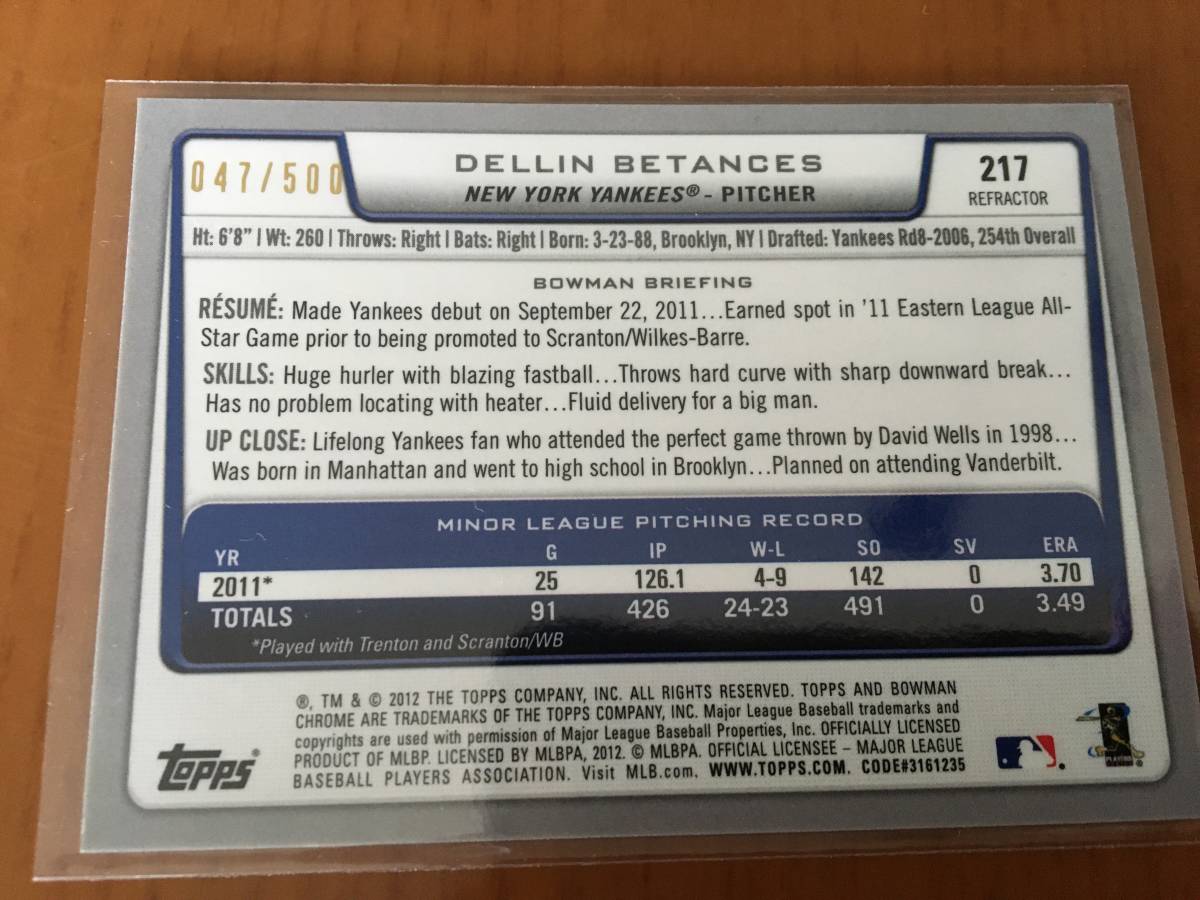 047/500
DELLIN BETANCES
NEW YORK YANKEES® - PITCHER
217
REFRACTOR
Ht: 6'8" | Wt: 260 | Throws: Right | Bats: Right | Born: 3-23-88, Brooklyn, NY | Drafted: Yankees Rd8-2006, 254th Overall
BOWMAN BRIEFING
RÉSUMÉ: Made Yankees debut on September 22, 2011...Earned spot in '11 Eastern League All-
Star Game prior to being promoted to Scranton/Wilkes-Barre.
SKILLS: Huge hurler with blazing fastball...Throws hard curve with sharp downward break...
Has no problem locating with heater...Fluid delivery for a big man.
UP CLOSE: Lifelong Yankees fan who attended the perfect game thrown by David Wells in 1998...
Was born in Manhattan and went to high school in Brooklyn...Planned on attending Vanderbilt.
MINOR LEAGUE PITCHING RECORD
YR G IP W-L SO SV ERA
2011* 25 126.1 4-9 142 0 3.70
TOTALS 91 426 24-23 491 0 3.49
*Played with Trenton and Scranton/WB
®, TM & © 2012 THE TOPPS COMPANY, INC. ALL RIGHTS RESERVED. TOPPS AND BOWMAN
CHROME ARE TRADEMARKS OF THE TOPPS COMPANY, INC. Major League Baseball trademarks and
copyrights are used with permission of Major League Baseball Properties, Inc. OFFICIALLY LICENSED
PRODUCT OF MLBP. LICENSED BY MLBPA, 2012. © MLBPA. OFFICIAL LICENSEE – MAJOR LEAGUE
BASEBALL PLAYERS ASSOCIATION. Visit MLB.com. WWW.TOPPS.COM. CODE#3161235
Topps®